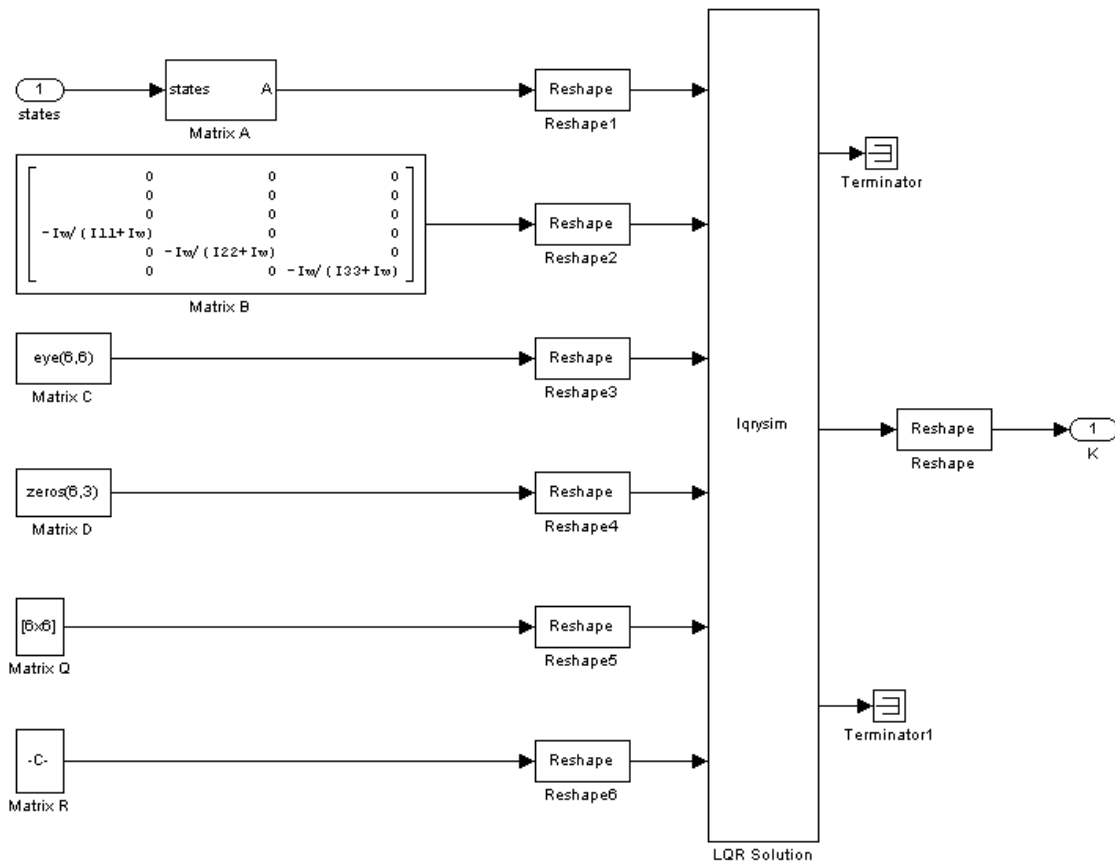 1
states
states A
Matrix A
Reshape
Reshape1
0 0 0
0 0 0
0 0 0
-Iw/(I11+Iw) 0 0
0 -Iw/(I22+Iw) 0
0 0 -Iw/(I33+Iw)
Matrix B
Reshape
Reshape2
eye(6,6)
Matrix C
Reshape
Reshape3
zeros(6,3)
Matrix D
Reshape
Reshape4
[6x6]
Matrix Q
Reshape
Reshape5
-C-
Matrix R
Reshape
Reshape6
lqrysim
LQR Solution
Terminator
Reshape
Reshape
1
K
Terminator1